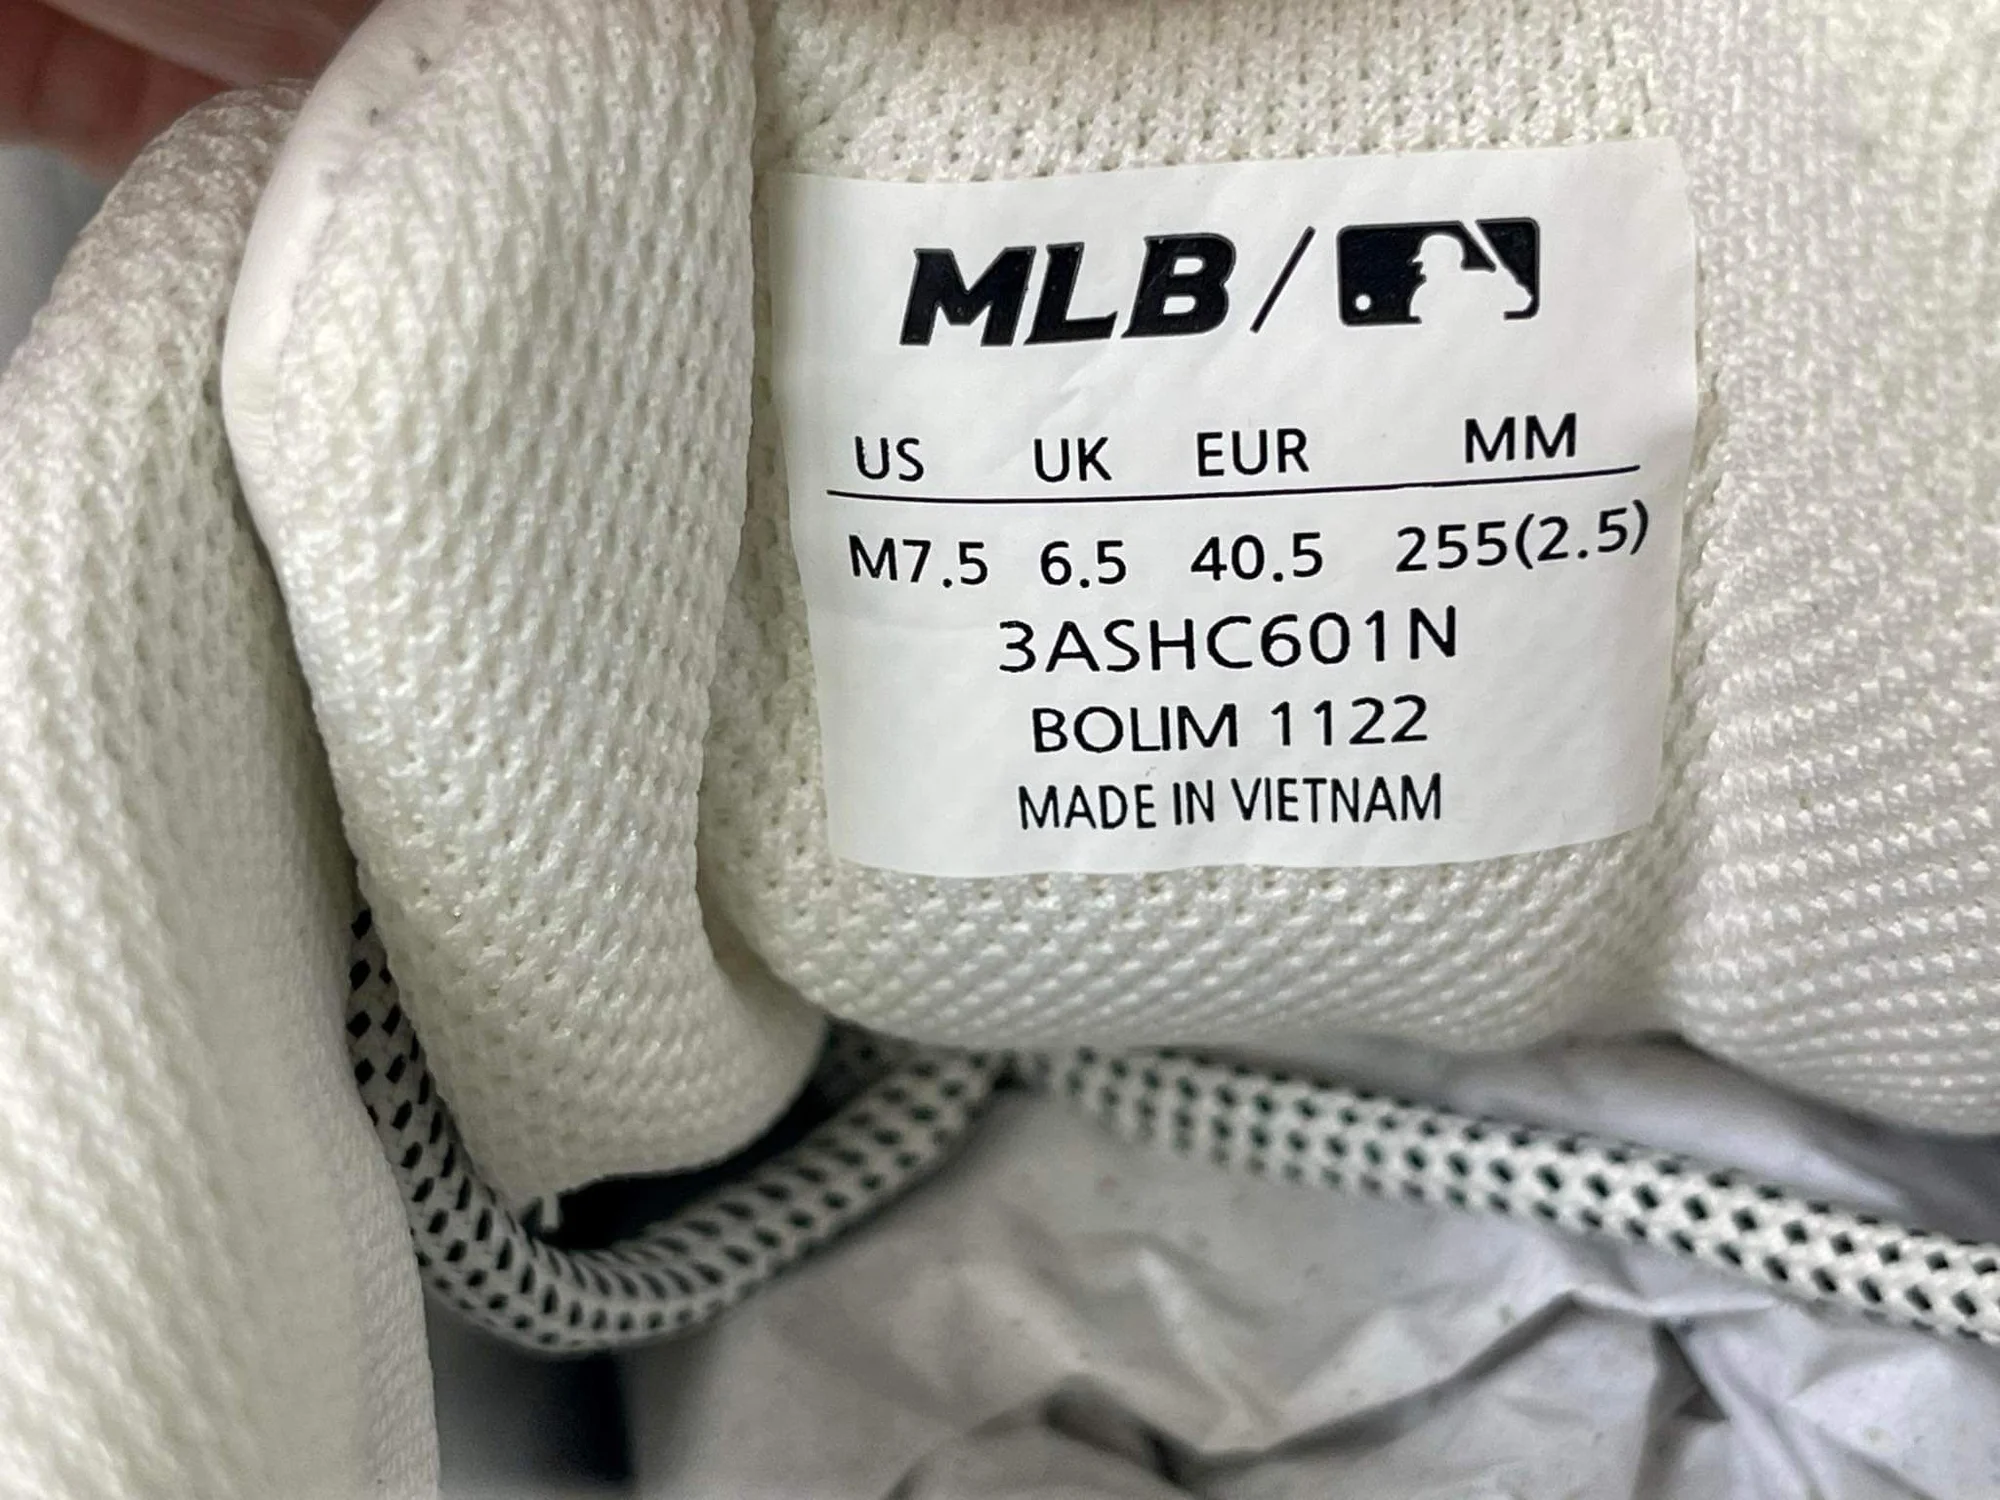 MLB /
US UK EUR MM
M7.5 6.5 40.5 255(2.5)
3ASHC601N
BOLIM 1122
MADE IN VIETNAM